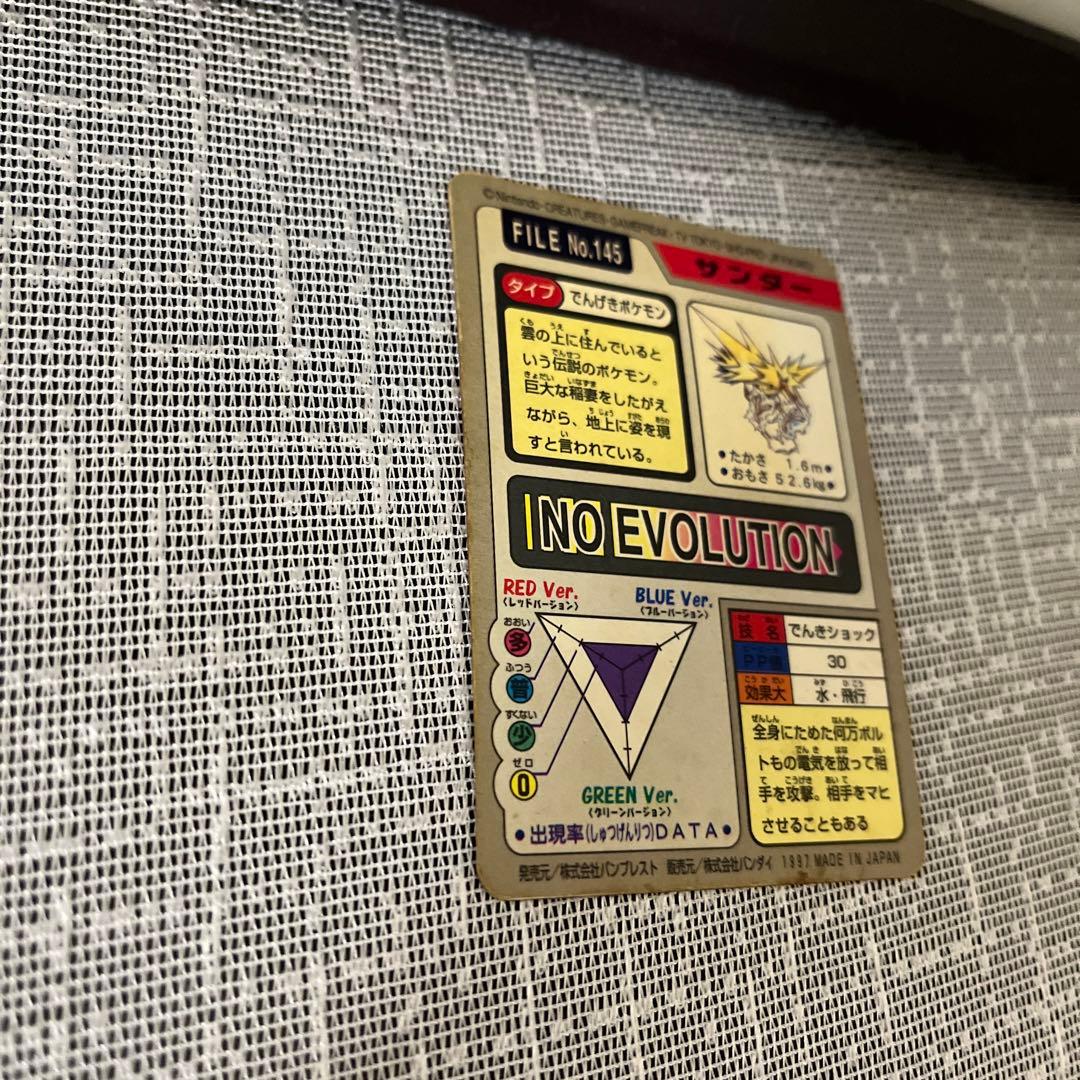 ©Nintendo・CREATURES・GAMEFREAK・TV TOKYO・
FILE No.145
サンダー
タイプ でんげきポケモン
雲の上に住んでいると
いう伝説のポケモン。
巨大な稲妻をしたがえ
ながら、地上に姿を現
すと言われている。
•たかさ 1.6m•
•おもさ 52.6kg•
NO EVOLUTION
RED Ver.
(レッドバージョン)
BLUE Ver.
(ブルーバージョン)
おおい
多
ふつう
普
すくない
少
ゼロ
0
GREEN Ver.
(グリーンバージョン)
•出現率(しゅつげんりつ)DATA•
技名 でんきショック
PP値 30
効果大 水・飛行
全身にためた何万ボル
トもの電気を放って相
手を攻撃。相手をマヒ
させることもある
発売元/株式会社バンプレスト 販売元/株式会社バンダイ 1997 MADE IN JAPAN